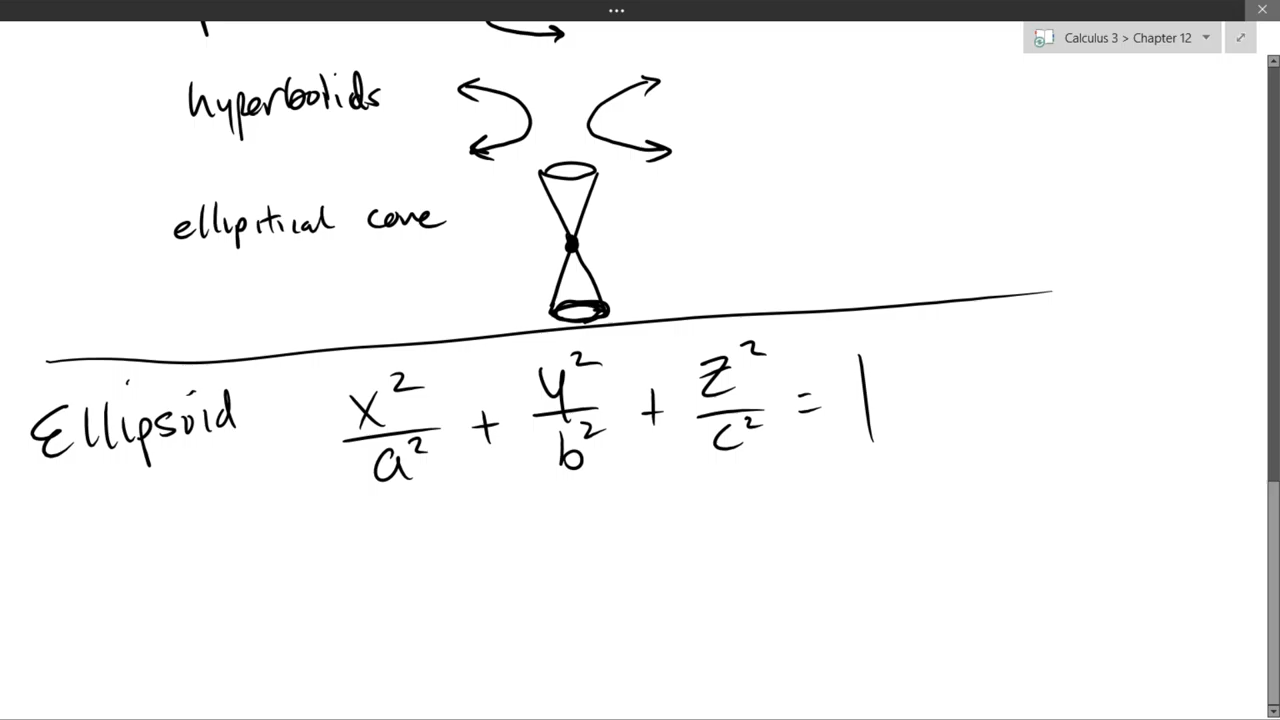 Calculus 3 > Chapter 12
hyperboloids
elliptical cone
Ellipsoid x²/a² + y²/b² + z²/c² = 1